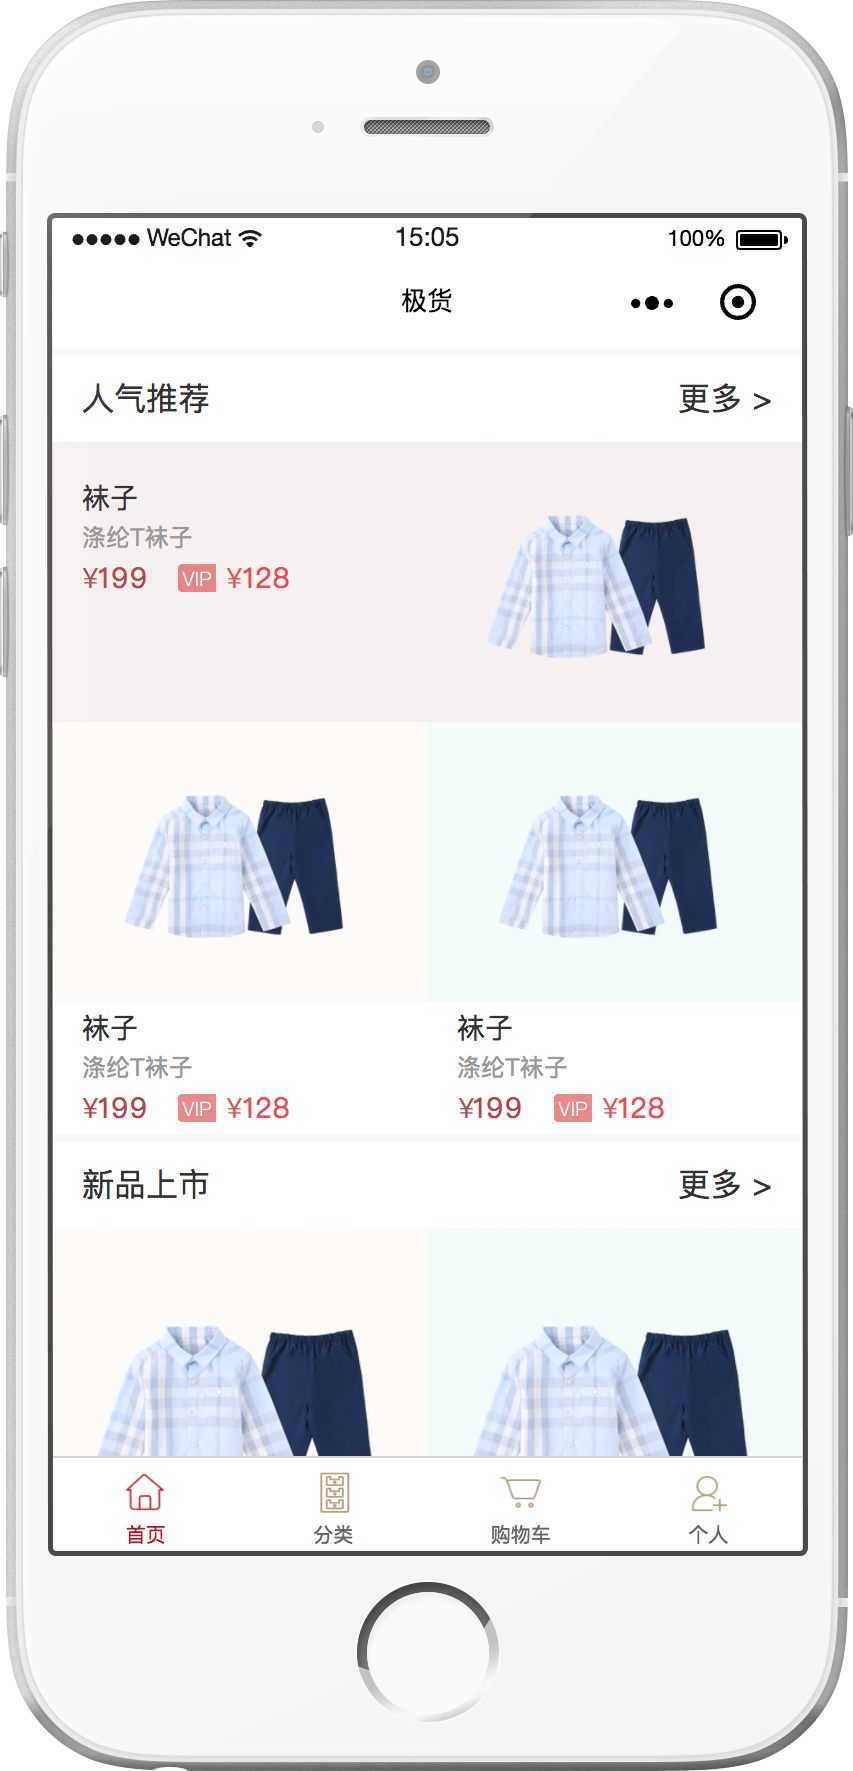 WeChat 15:05 100%
极货
人气推荐 更多 >
袜子
涤纶T袜子
¥199 VIP ¥128
袜子 袜子
涤纶T袜子 涤纶T袜子
¥199 VIP ¥128 ¥199 VIP ¥128
新品上市 更多 >
首页 分类 购物车 个人